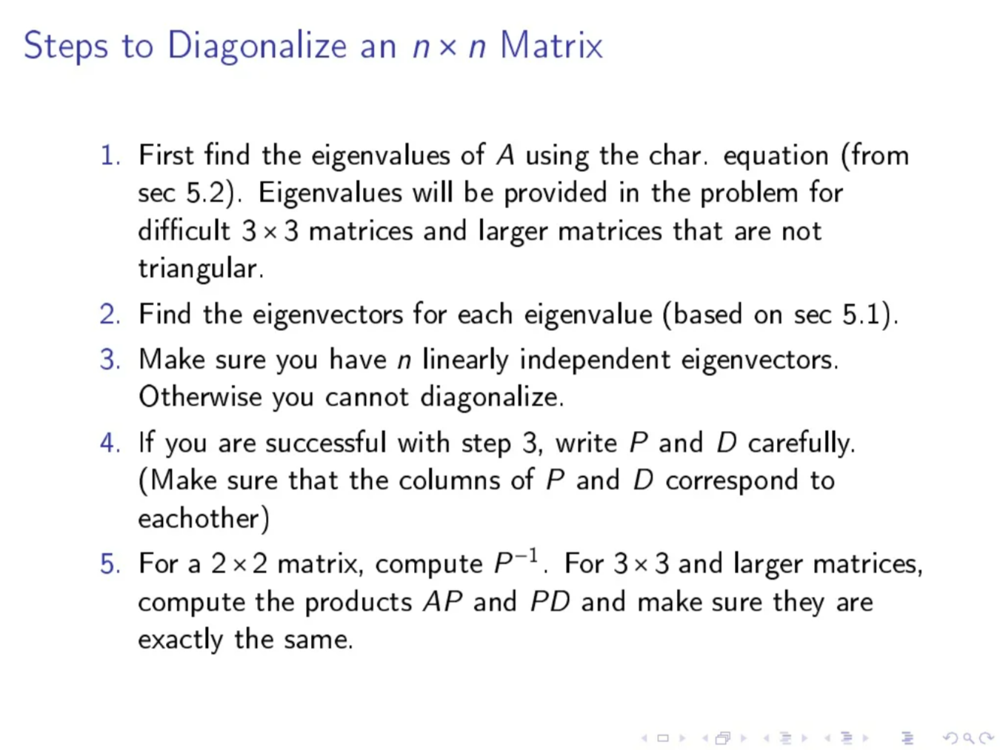 Steps to Diagonalize an n × n Matrix
1. First find the eigenvalues of A using the char. equation (from
sec 5.2). Eigenvalues will be provided in the problem for
difficult 3 × 3 matrices and larger matrices that are not
triangular.
2. Find the eigenvectors for each eigenvalue (based on sec 5.1).
3. Make sure you have n linearly independent eigenvectors.
Otherwise you cannot diagonalize.
4. If you are successful with step 3, write P and D carefully.
(Make sure that the columns of P and D correspond to
eachother)
5. For a 2 × 2 matrix, compute P⁻¹. For 3 × 3 and larger matrices,
compute the products AP and PD and make sure they are
exactly the same.